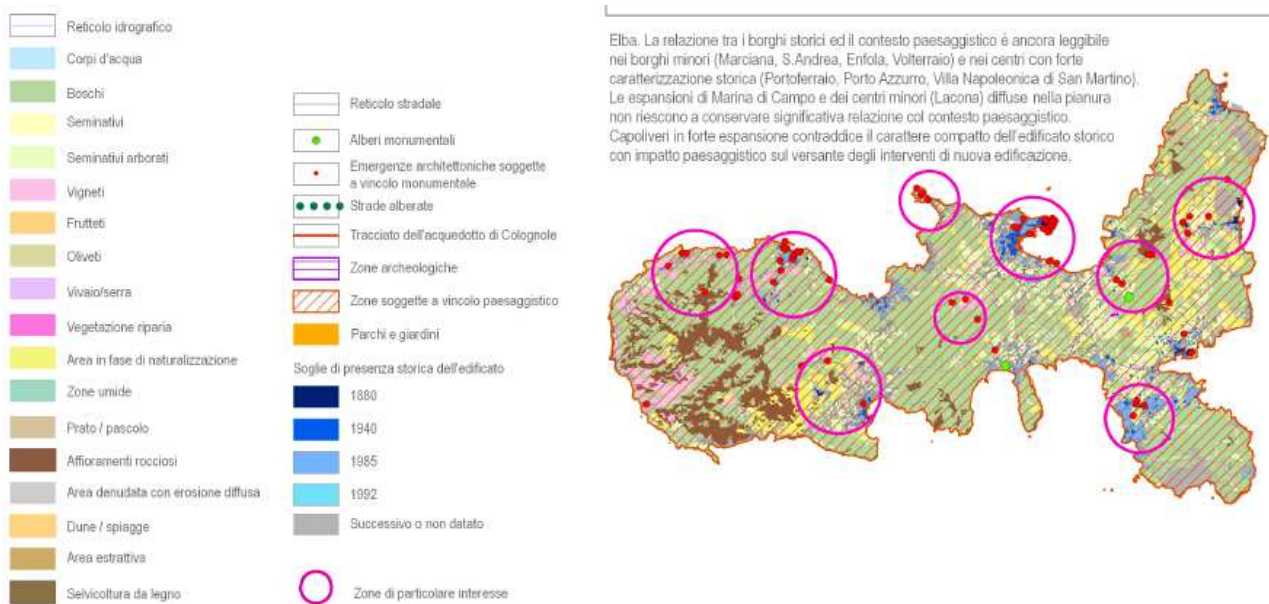 Reticolo idrografico
Corpi d'acqua
Boschi
Seminativi
Seminativi arborati
Vigneti
Frutteti
Oliveti
Vivaio/serra
Vegetazione riparia
Area in fase di naturalizzazione
Zone umide
Prato / pascolo
Affioramenti rocciosi
Area denudata con erosione diffusa
Dune / spiagge
Area estrattiva
Selvicoltura da legno
Reticolo stradale
Alberi monumentali
Emergenze architettoniche soggette
a vincolo monumentale
Strade alberate
Tracciato dell'acquedotto di Colognole
Zone archeologiche
Zone soggette a vincolo paesaggistico
Parchi e giardini
Soglie di presenza storica dell'edificato
1880
1940
1985
1992
Successivo o non datato
Zone di particolare interesse
Elba. La relazione tra i borghi storici ed il contesto paesaggistico è ancora leggibile
nei borghi minori (Marciana, S.Andrea, Enfola, Volterraio) e nei centri con forte
caratterizzazione storica (Portoferraio, Porto Azzurro, Villa Napoleonica di San Martino).
Le espansioni di Marina di Campo e dei centri minori (Lacona) diffuse nella pianura
non riescono a conservare significativa relazione col contesto paesaggistico.
Capoliveri in forte espansione contraddice il carattere compatto dell'edificato storico
con impatto paesaggistico sul versante degli interventi di nuova edificazione.